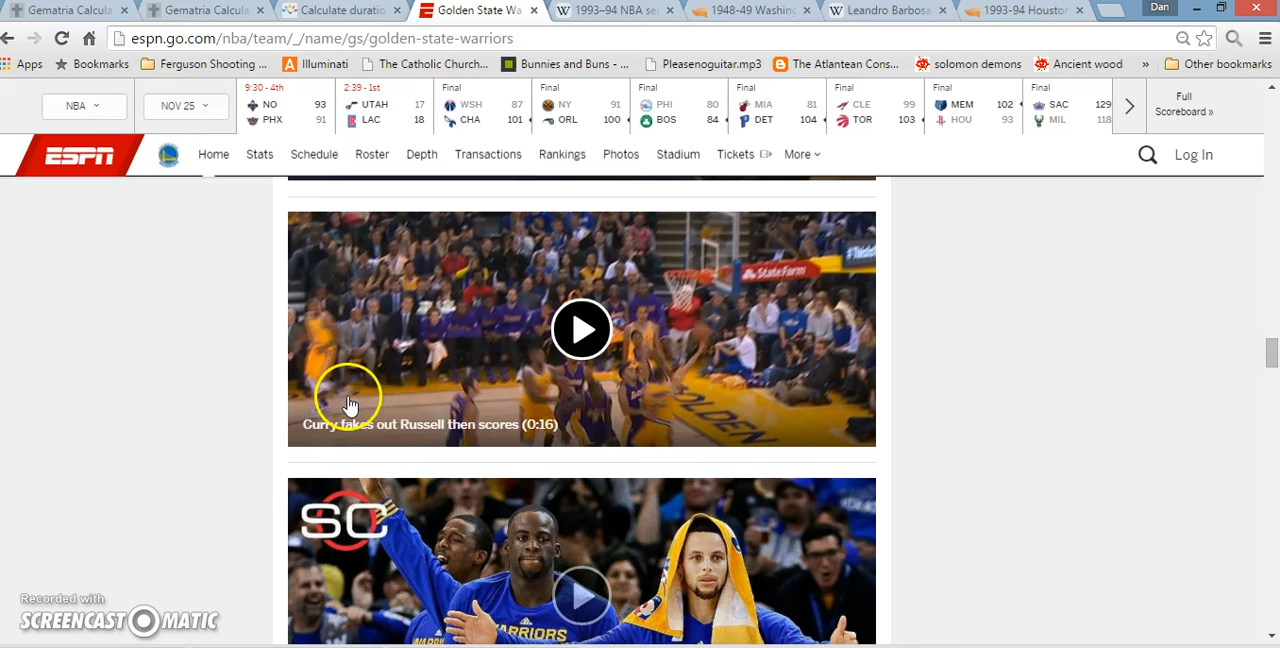 Gematria Calcula
Gematria Calcula
Calculate duratio
Golden State Wa
1993–94 NBA se
1948-49 Washing
Leandro Barbosa
1993-94 Houston
Dan
espn.go.com/nba/team/_/name/gs/golden-state-warriors
Apps
Bookmarks
Ferguson Shooting ...
Illuminati
The Catholic Church...
Bunnies and Buns - ...
Pleasenoguitar.mp3
The Atlantean Cons...
solomon demons
Ancient wood
»
Other bookmarks
NBA
NOV 25
9:30 - 4th
NO 93
PHX 91
2:39 - 1st
UTAH 17
LAC 18
Final
WSH 87
CHA 101
Final
NY 91
ORL 100
Final
PHI 80
BOS 84
Final
MIA 81
DET 104
Final
CLE 99
TOR 103
Final
MEM 102
HOU 93
Final
SAC 129
MIL 118
Full
Scoreboard »
ESPN
Home
Stats
Schedule
Roster
Depth
Transactions
Rankings
Photos
Stadium
Tickets
More
Log In
State Farm
GOLDEN
Curry fakes out Russell then scores (0:16)
SC
WARRIORS
Recorded with
SCREENCAST O MATIC